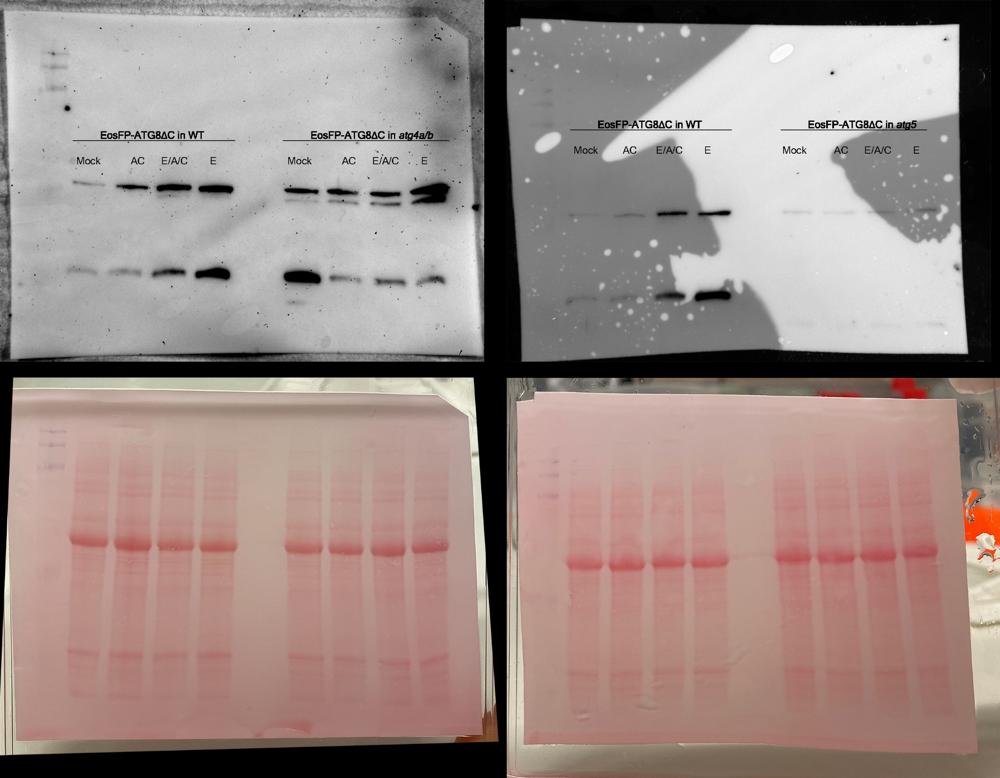 EosFP-ATG8ΔC in WT
EosFP-ATG8ΔC in atg4a/b
Mock AC E/A/C E
Mock AC E/A/C E
EosFP-ATG8ΔC in WT
EosFP-ATG8ΔC in atg5
Mock AC E/A/C E
Mock AC E/A/C E